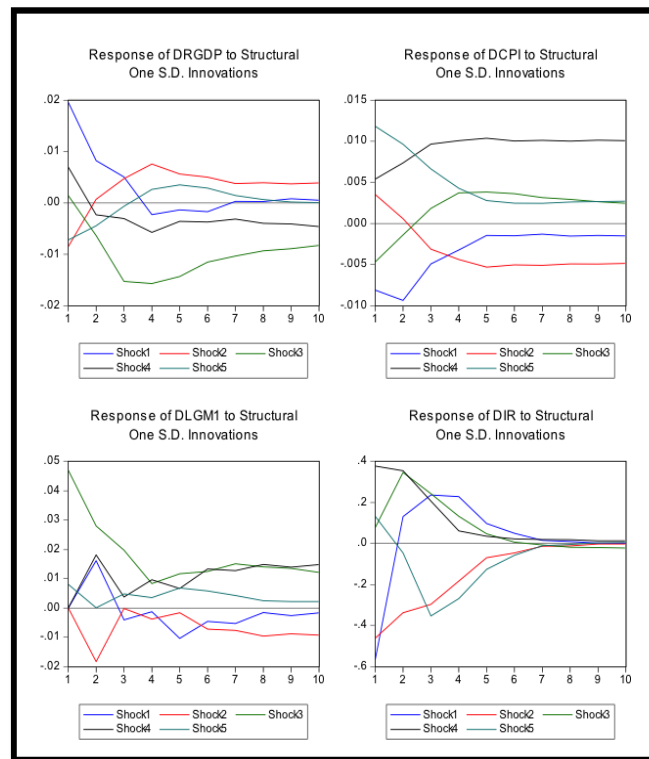 Response of DRGDP to Structural
One S.D. Innovations
.02
.01
.00
-.01
-.02
1 2 3 4 5 6 7 8 9 10
Shock1 Shock2 Shock3
Shock4 Shock5
Response of DCPI to Structural
One S.D. Innovations
.015
.010
.005
.000
-.005
-.010
1 2 3 4 5 6 7 8 9 10
Shock1 Shock2 Shock3
Shock4 Shock5
Response of DLGM1 to Structural
One S.D. Innovations
.05
.04
.03
.02
.01
.00
-.01
-.02
1 2 3 4 5 6 7 8 9 10
Shock1 Shock2 Shock3
Shock4 Shock5
Response of DIR to Structural
One S.D. Innovations
.4
.2
.0
-.2
-.4
-.6
1 2 3 4 5 6 7 8 9 10
Shock1 Shock2 Shock3
Shock4 Shock5